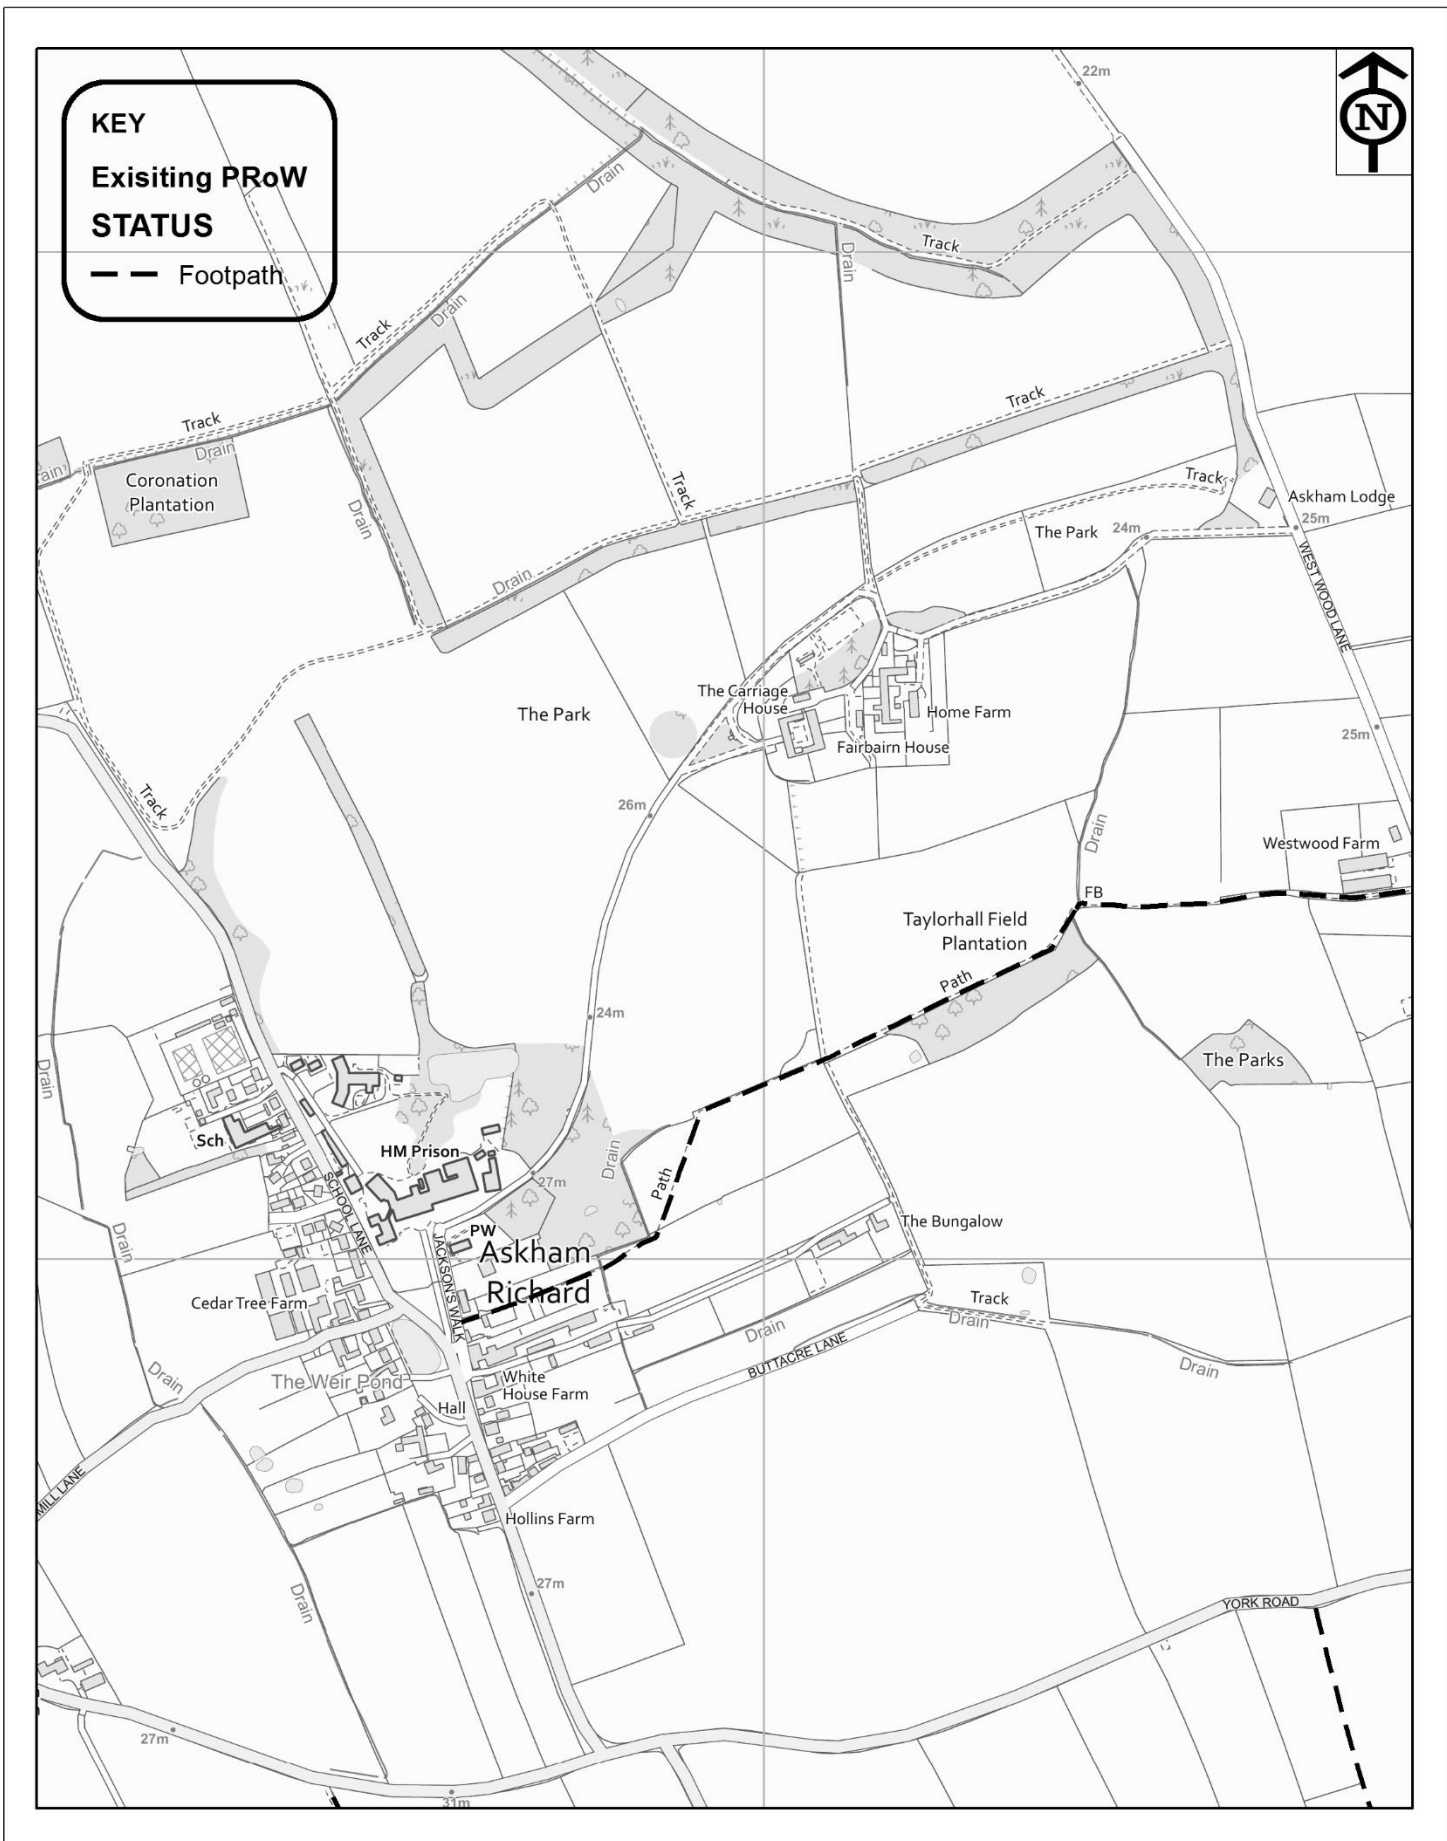 KEY
Exisiting PRoW
STATUS
Footpath
N
22m
Drain
Track
Drain
Drain
Track
Track
Track
Drain
ain
Coronation
Plantation
Drain
Track
Track
Askham Lodge
25m
The Park
24m
WEST WOOD LANE
Drain
The Carriage
House
The Park
Home Farm
Fairbairn House
25m
Track
26m
Drain
Westwood Farm
FB
Taylorhall Field
Plantation
Path
24m
Drain
The Parks
Sch
HM Prison
Drain
27m
Path
SCHOOL LANE
Drain
PW
Askham
Richard
JACKSON'S WALK
The Bungalow
Cedar Tree Farm
Track
Drain
Drain
BUTTACRE LANE
Drain
Drain
The Weir Pond
White
House Farm
Hall
MILL LANE
Hollins Farm
27m
Drain
YORK ROAD
27m
31m